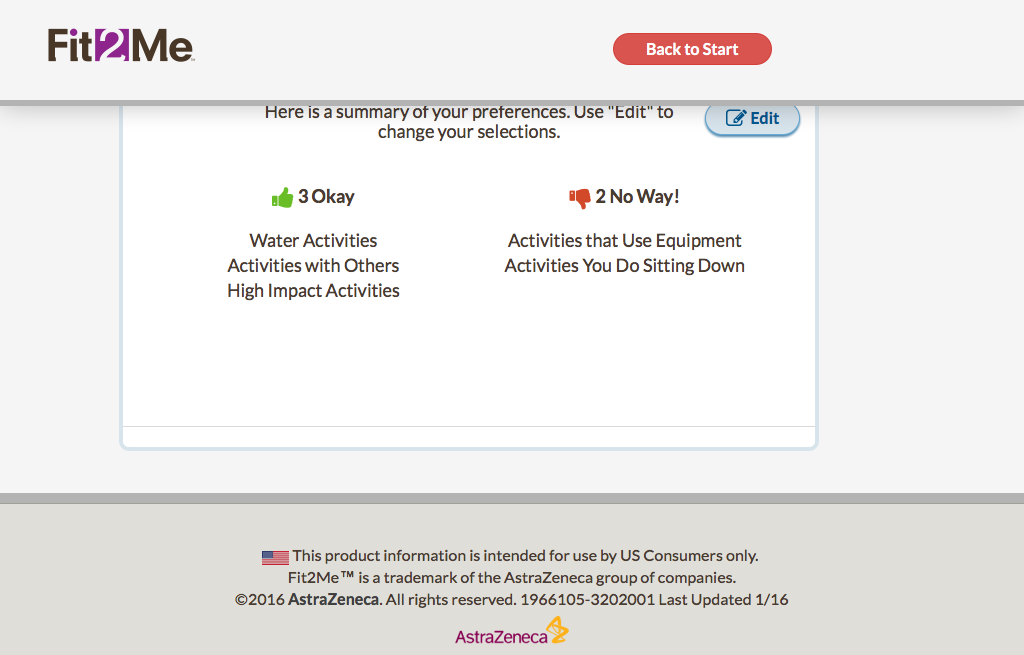 Fit2Me™
Back to Start
Here is a summary of your preferences. Use "Edit" to
change your selections.
Edit
3 Okay
Water Activities
Activities with Others
High Impact Activities
2 No Way!
Activities that Use Equipment
Activities You Do Sitting Down
This product information is intended for use by US Consumers only.
Fit2Me™ is a trademark of the AstraZeneca group of companies.
©2016 AstraZeneca. All rights reserved. 1966105-3202001 Last Updated 1/16
AstraZeneca